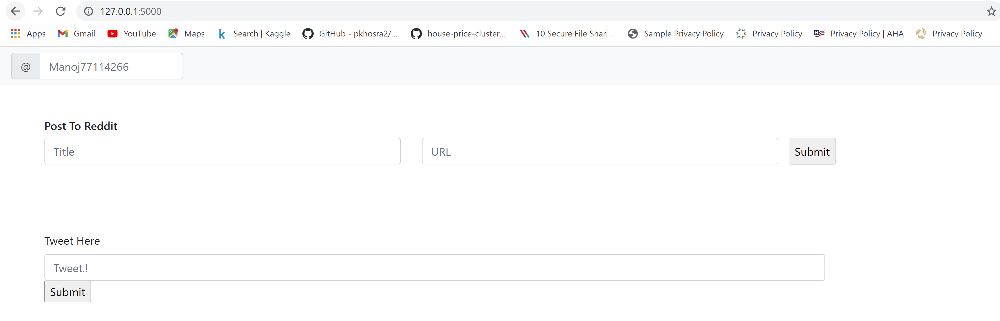 127.0.0.1:5000
Apps Gmail YouTube Maps Search | Kaggle GitHub - pkhosra2/... house-price-cluster... 10 Secure File Shari... Sample Privacy Policy Privacy Policy Privacy Policy | AHA Privacy Policy
@ Manoj77114266
Post To Reddit
Title URL Submit
Tweet Here
Tweet.!
Submit